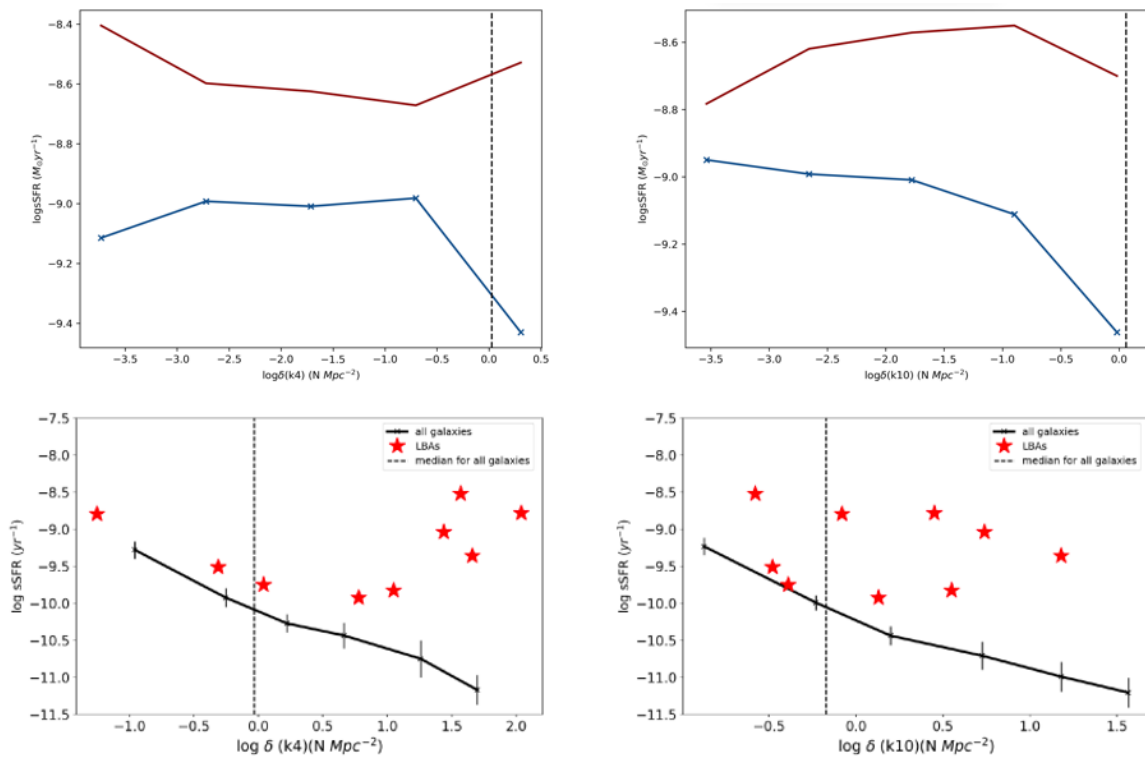 −8.4
−8.6
−8.8
−9.0
−9.2
−9.4
logsSFR (M⊙yr⁻¹)
−3.5 −3.0 −2.5 −2.0 −1.5 −1.0 −0.5 0.0 0.5
logδ(k4) (N Mpc⁻²)
−8.6
−8.8
−9.0
−9.2
−9.4
logsSFR (M⊙yr⁻¹)
−3.5 −3.0 −2.5 −2.0 −1.5 −1.0 −0.5 0.0
logδ(k10) (N Mpc⁻²)
−7.5
−8.0
−8.5
−9.0
−9.5
−10.0
−10.5
−11.0
−11.5
log sSFR (yr⁻¹)
all galaxies
LBAs
median for all galaxies
−1.0 −0.5 0.0 0.5 1.0 1.5 2.0
log δ (k4)(N Mpc⁻²)
−7.5
−8.0
−8.5
−9.0
−9.5
−10.0
−10.5
−11.0
−11.5
log sSFR (yr⁻¹)
all galaxies
LBAs
median for all galaxies
−0.5 0.0 0.5 1.0 1.5
log δ (k10)(N Mpc⁻²)